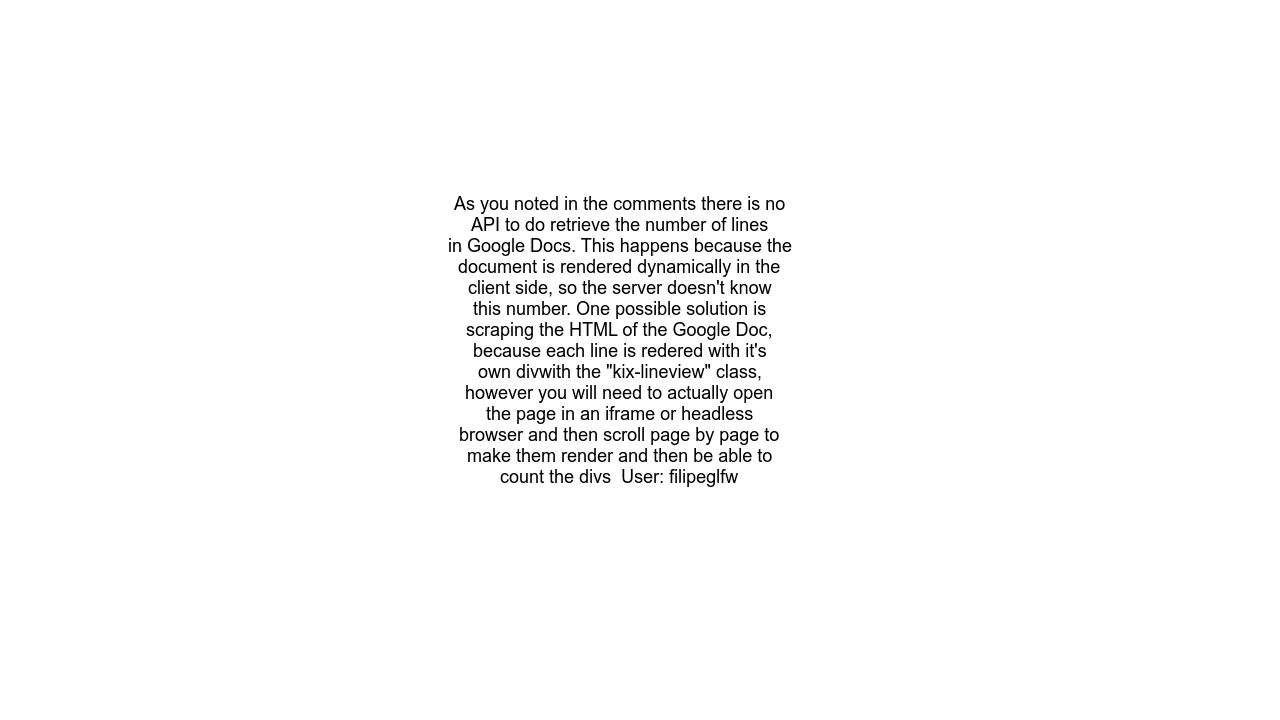 As you noted in the comments there is no
API to do retrieve the number of lines
in Google Docs. This happens because the
document is rendered dynamically in the
client side, so the server doesn't know
this number. One possible solution is
scraping the HTML of the Google Doc,
because each line is redered with it's
own divwith the "kix-lineview" class,
however you will need to actually open
the page in an iframe or headless
browser and then scroll page by page to
make them render and then be able to
count the divs  User: filipeglfw